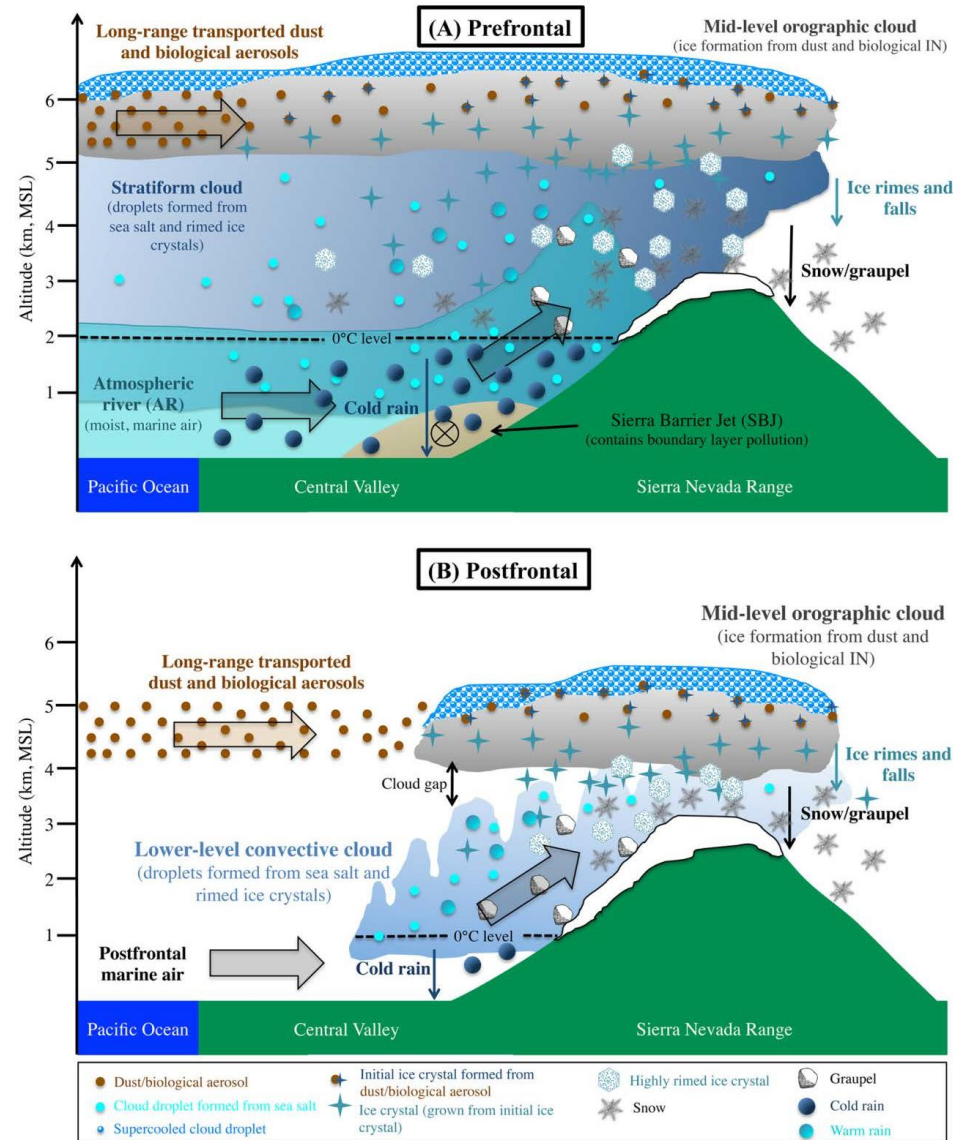 (A) Prefrontal
Long-range transported dust
and biological aerosols
Mid-level orographic cloud
(ice formation from dust and biological IN)
Altitude (km, MSL)
6
5
4
3
2
1
Stratiform cloud
(droplets formed from
sea salt and rimed ice
crystals)
Ice rimes and
falls
Snow/graupel
0°C level
Atmospheric
river (AR)
(moist, marine air)
Cold rain
Sierra Barrier Jet (SBJ)
(contains boundary layer pollution)
Pacific Ocean
Central Valley
Sierra Nevada Range
(B) Postfrontal
Mid-level orographic cloud
(ice formation from dust and
biological IN)
Long-range transported
dust and biological aerosols
Altitude (km, MSL)
6
5
4
3
2
1
Cloud gap
Ice rimes and
falls
Snow/graupel
Lower-level convective cloud
(droplets formed from sea salt and
rimed ice crystals)
0°C level
Postfrontal
marine air
Cold rain
Pacific Ocean
Central Valley
Sierra Nevada Range
Dust/biological aerosol
Cloud droplet formed from sea salt
Supercooled cloud droplet
Initial ice crystal formed from
dust/biological aerosol
Ice crystal (grown from initial ice
crystal)
Highly rimed ice crystal
Snow
Graupel
Cold rain
Warm rain